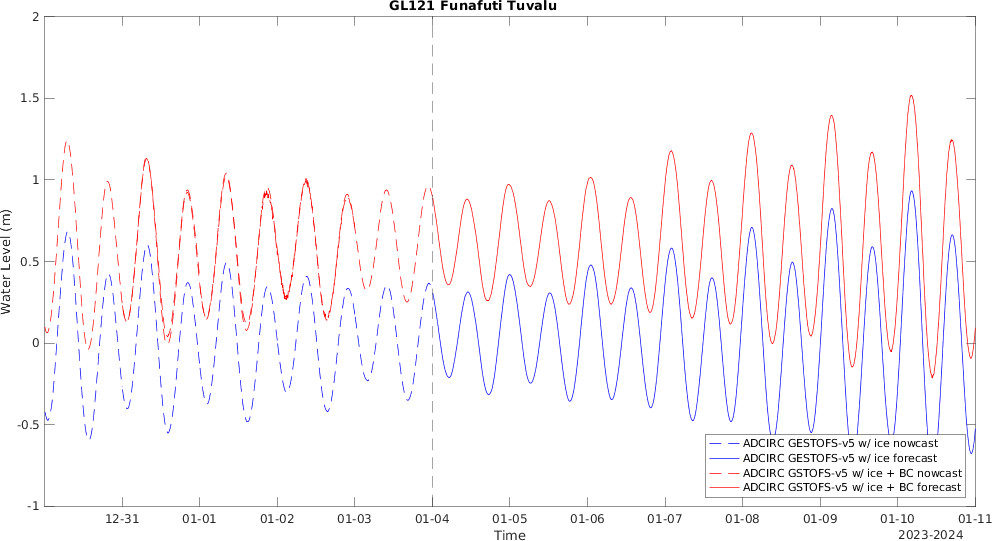 GL121 Funafuti Tuvalu
Water Level (m)
2
1.5
1
0.5
0
-0.5
-1
12-31
01-01
01-02
01-03
01-04
01-05
01-06
01-07
01-08
01-09
01-10
01-11
Time
2023-2024
ADCIRC GESTOFS-v5 w/ ice nowcast
ADCIRC GESTOFS-v5 w/ ice forecast
ADCIRC GSTOFS-v5 w/ ice + BC nowcast
ADCIRC GSTOFS-v5 w/ ice + BC forecast